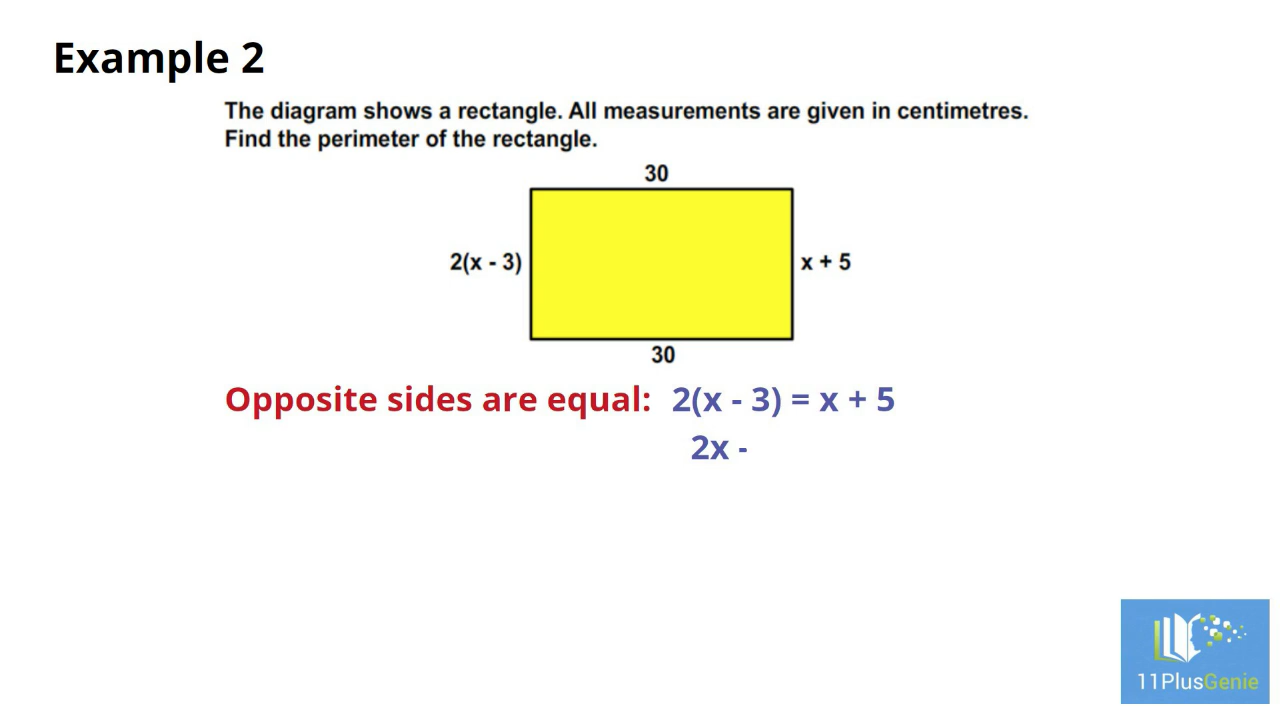 Example 2
The diagram shows a rectangle. All measurements are given in centimetres.
Find the perimeter of the rectangle.
30
2(x - 3)
x + 5
30
Opposite sides are equal: 2(x - 3) = x + 5
2x -
11PlusGenie